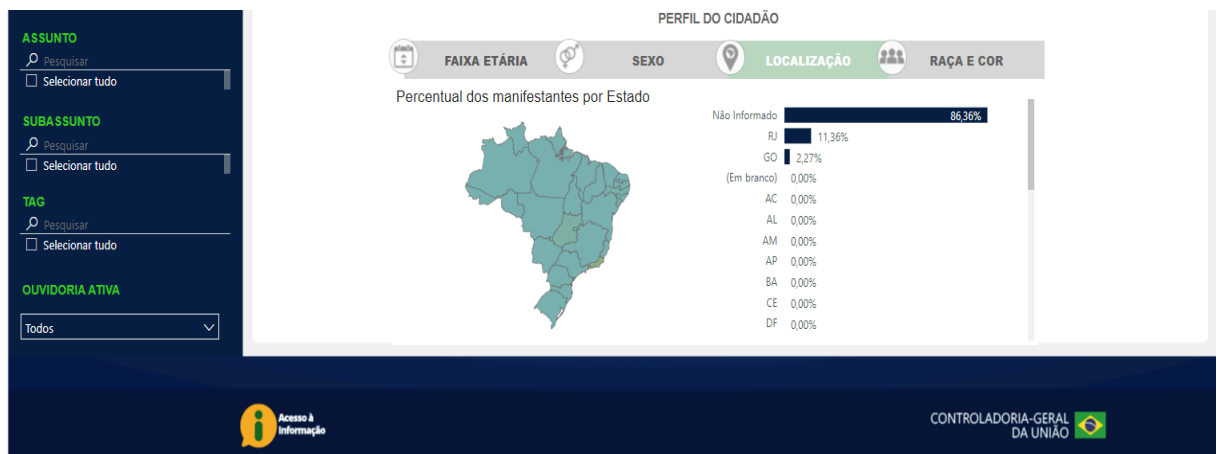 ASSUNTO
Pesquisar
Selecionar tudo
SUBASSUNTO
Pesquisar
Selecionar tudo
TAG
Pesquisar
Selecionar tudo
OUVIDORIA ATIVA
Todos
PERFIL DO CIDADÃO
FAIXA ETÁRIA SEXO LOCALIZAÇÃO RAÇA E COR
Percentual dos manifestantes por Estado
Não Informado 86,36%
RJ 11,36%
GO 2,27%
(Em branco) 0,00%
AC 0,00%
AL 0,00%
AM 0,00%
AP 0,00%
BA 0,00%
CE 0,00%
DF 0,00%
Acesso à
Informação
CONTROLADORIA-GERAL
DA UNIÃO